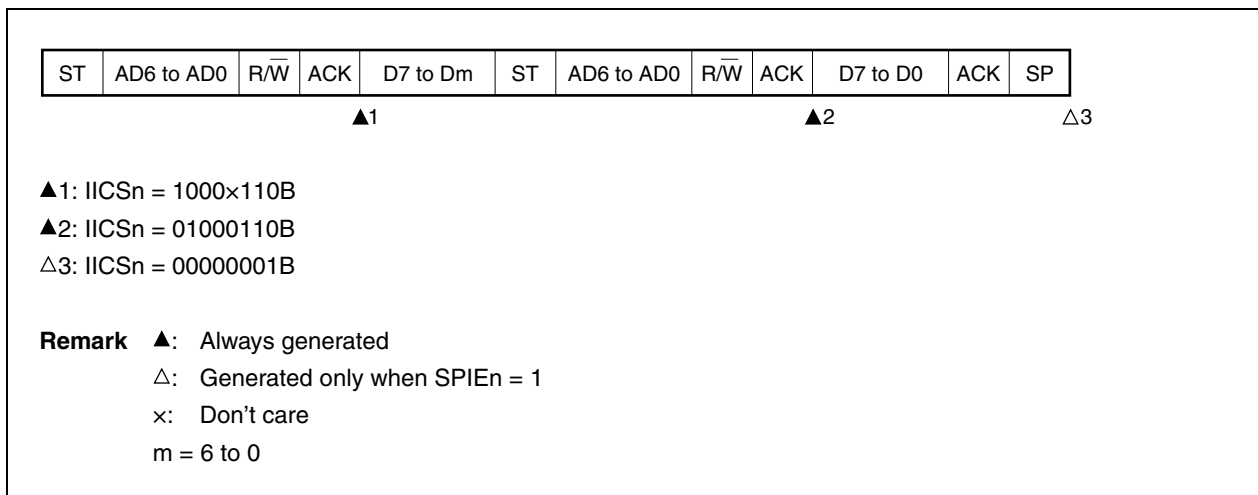 ST AD6 to AD0 R/W̅ ACK D7 to Dm ST AD6 to AD0 R/W̅ ACK D7 to D0 ACK SP
▲1 ▲2 △3
▲1: IICSn = 1000×110B
▲2: IICSn = 01000110B
△3: IICSn = 00000001B
Remark ▲: Always generated
△: Generated only when SPIEn = 1
×: Don't care
m = 6 to 0